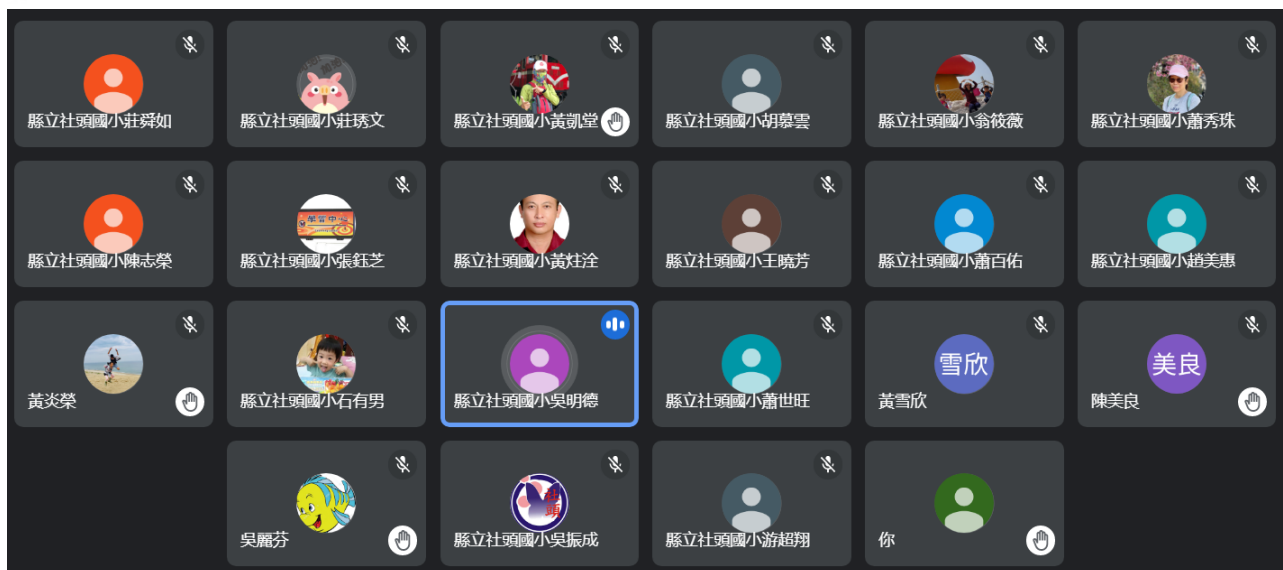 縣立社頭國小莊舜如
縣立社頭國小莊琇文
縣立社頭國小黃凱堂
縣立社頭國小胡慕雲
縣立社頭國小翁筱薇
縣立社頭國小蕭秀珠
縣立社頭國小陳志榮
學習中心
縣立社頭國小張鈺芝
縣立社頭國小黃炷淦
縣立社頭國小王曉芳
縣立社頭國小蕭百佑
縣立社頭國小趙美惠
黃炎榮
縣立社頭國小石有男
縣立社頭國小吳明德
縣立社頭國小蕭世旺
雪欣
黃雪欣
美良
陳美良
吳麗芬
社頭
縣立社頭國小吳振成
縣立社頭國小游超翔
你